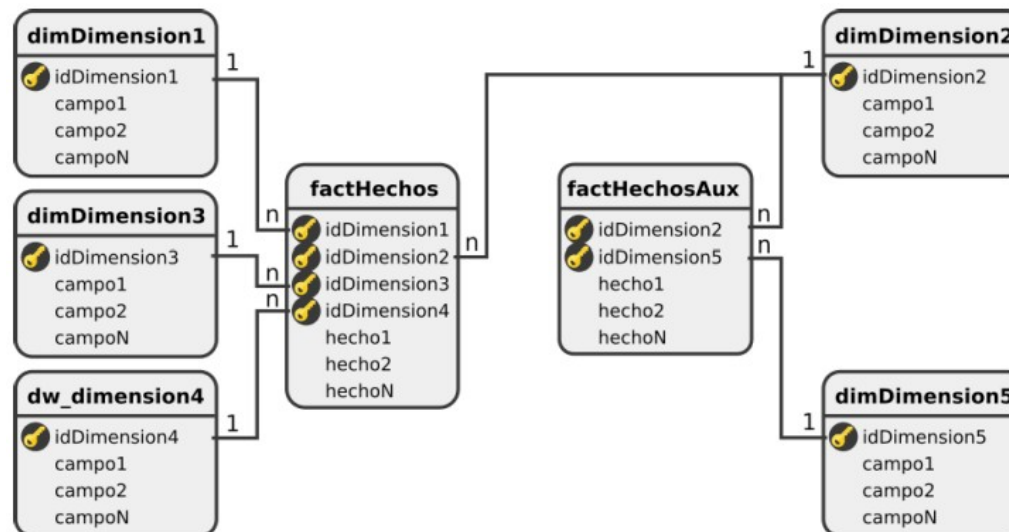 dimDimension1
idDimension1
campo1
campo2
campoN
1
dimDimension3
idDimension3
campo1
campo2
campoN
1
dw_dimension4
idDimension4
campo1
campo2
campoN
1
factHechos
n
idDimension1
idDimension2
n
n
idDimension3
n
idDimension4
hecho1
hecho2
hechoN
factHechosAux
idDimension2
n
idDimension5
n
hecho1
hecho2
hechoN
dimDimension2
1
idDimension2
campo1
campo2
campoN
dimDimension5
1
idDimension5
campo1
campo2
campoN